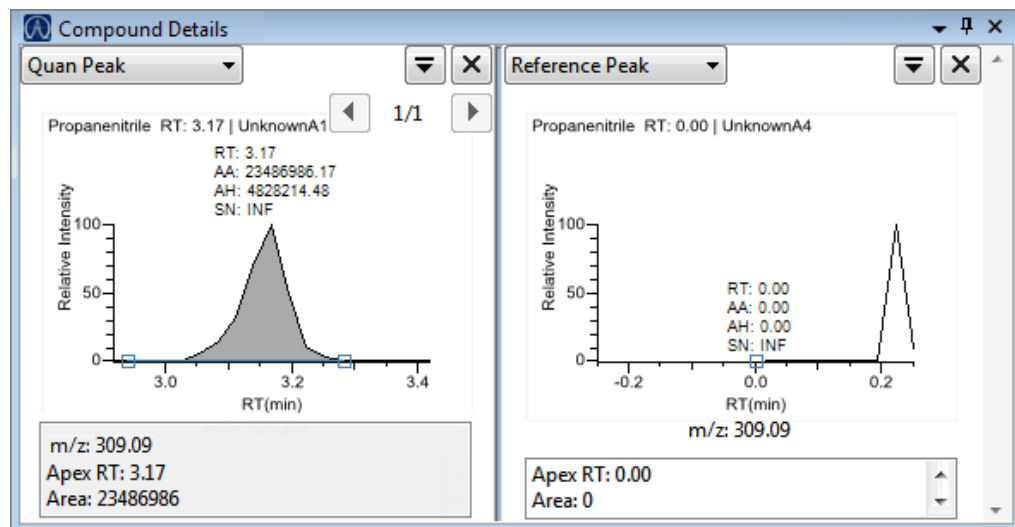 Compound Details
Quan Peak
1/1
Propanenitrile RT: 3.17 | UnknownA1
RT: 3.17
AA: 23486986.17
AH: 4828214.48
SN: INF
Relative Intensity
100
50
0
3.0
3.2
3.4
RT(min)
m/z: 309.09
Apex RT: 3.17
Area: 23486986
Reference Peak
Propanenitrile RT: 0.00 | UnknownA4
Relative Intensity
100
50
0
RT: 0.00
AA: 0.00
AH: 0.00
SN: INF
-0.2
0.0
0.2
RT(min)
m/z: 309.09
Apex RT: 0.00
Area: 0